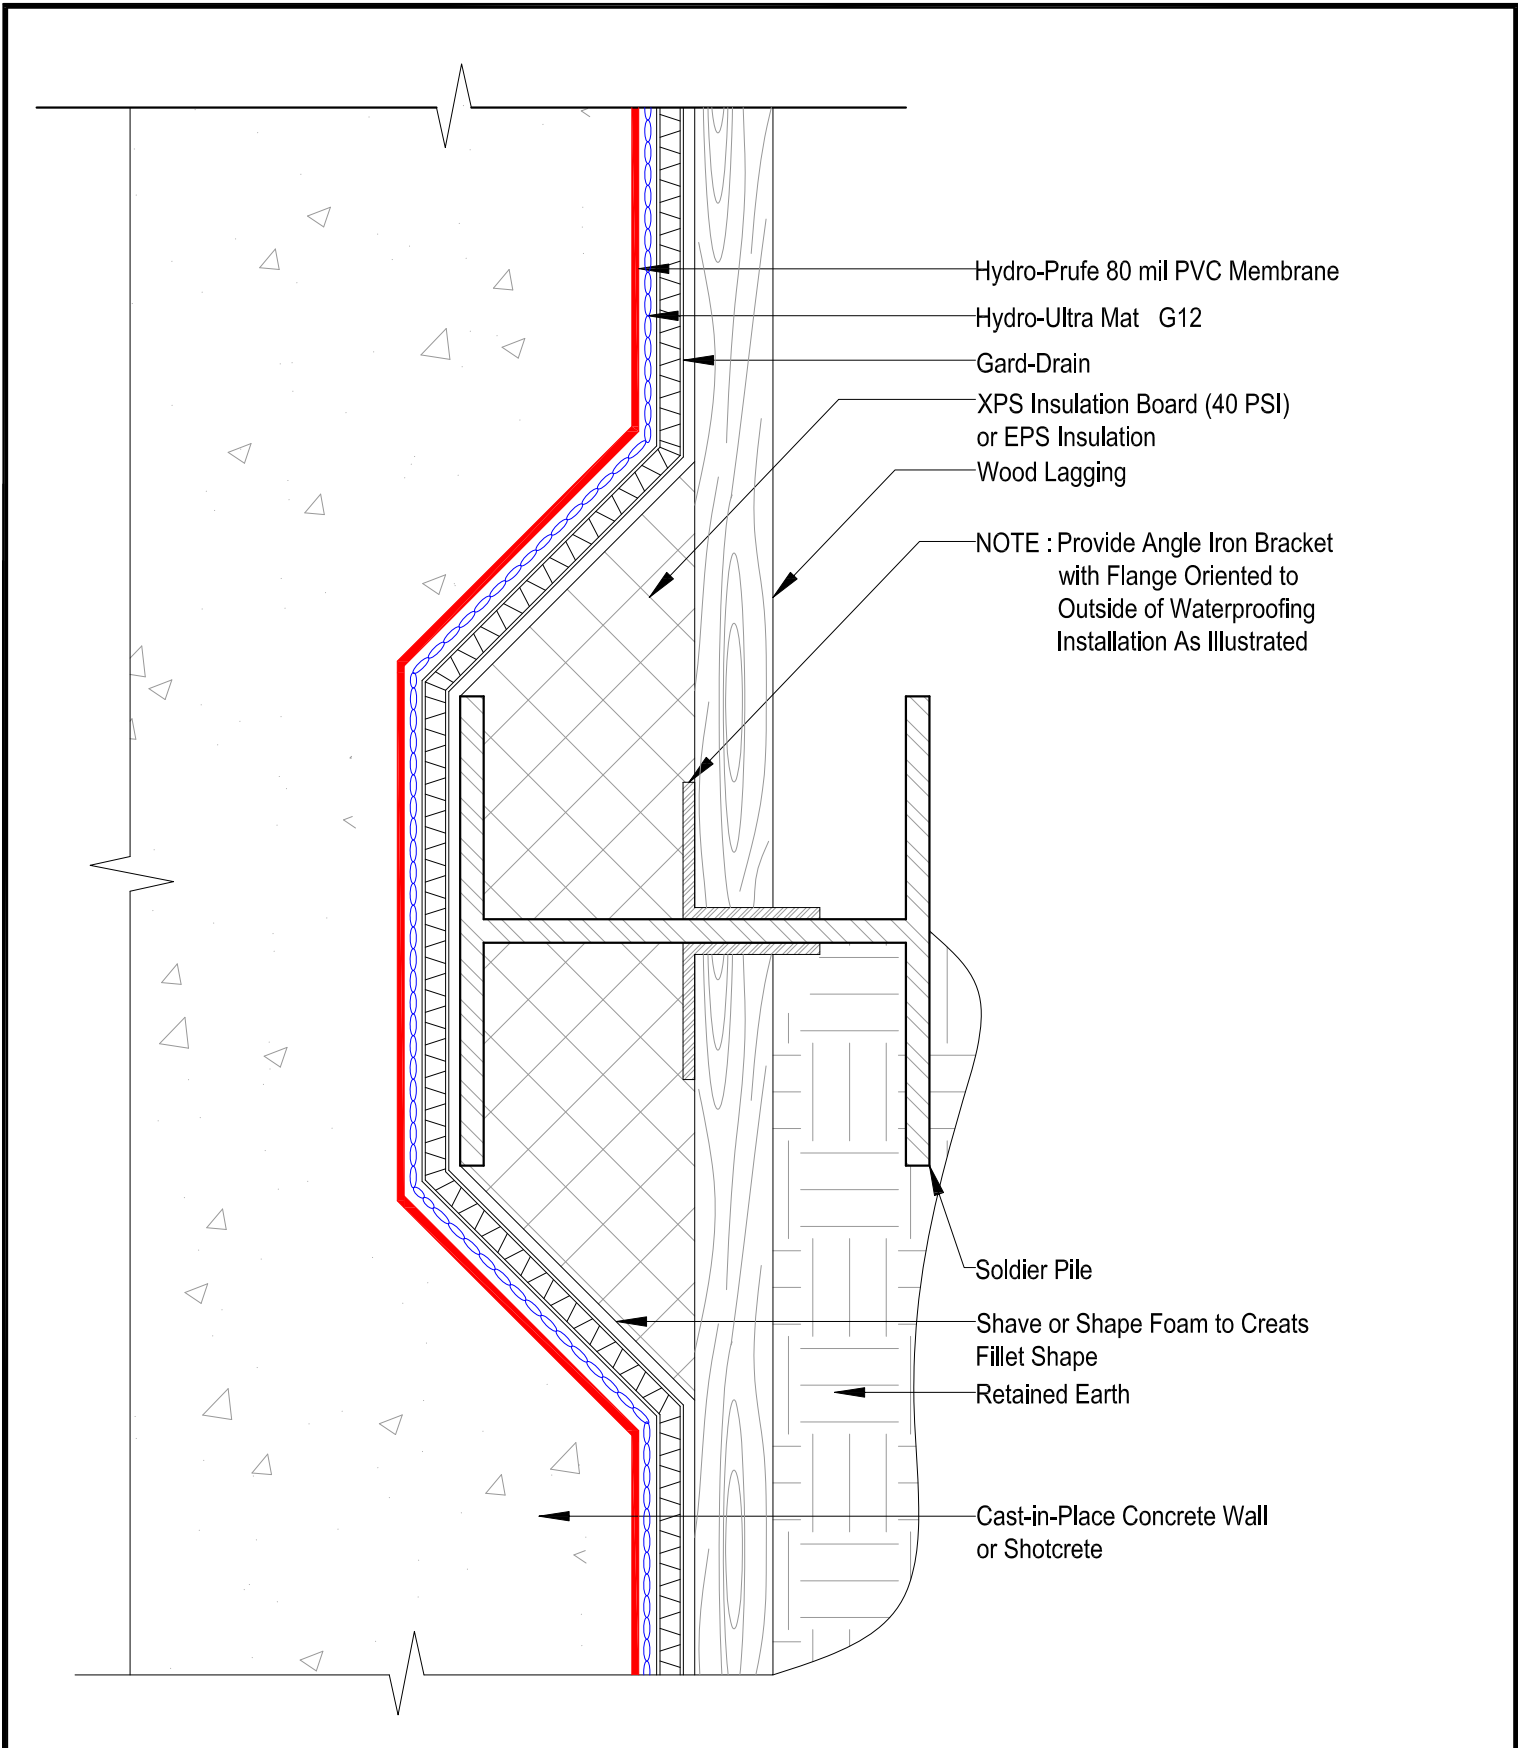 Hydro-Prufe 80 mil PVC Membrane
Hydro-Ultra Mat G12
Gard-Drain
XPS Insulation Board (40 PSI)
or EPS Insulation
Wood Lagging
NOTE : Provide Angle Iron Bracket
with Flange Oriented to
Outside of Waterproofing
Installation As Illustrated
Soldier Pile
Shave or Shape Foam to Creats
Fillet Shape
Retained Earth
Cast-in-Place Concrete Wall
or Shotcrete